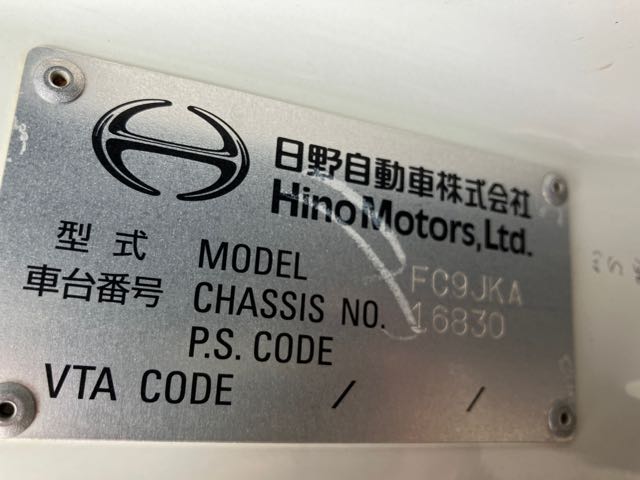 日野自動車株式会社
Hino Motors, Ltd.
型式 MODEL FC9JKA
車台番号 CHASSIS NO. 16830
P.S. CODE
VTA CODE / /